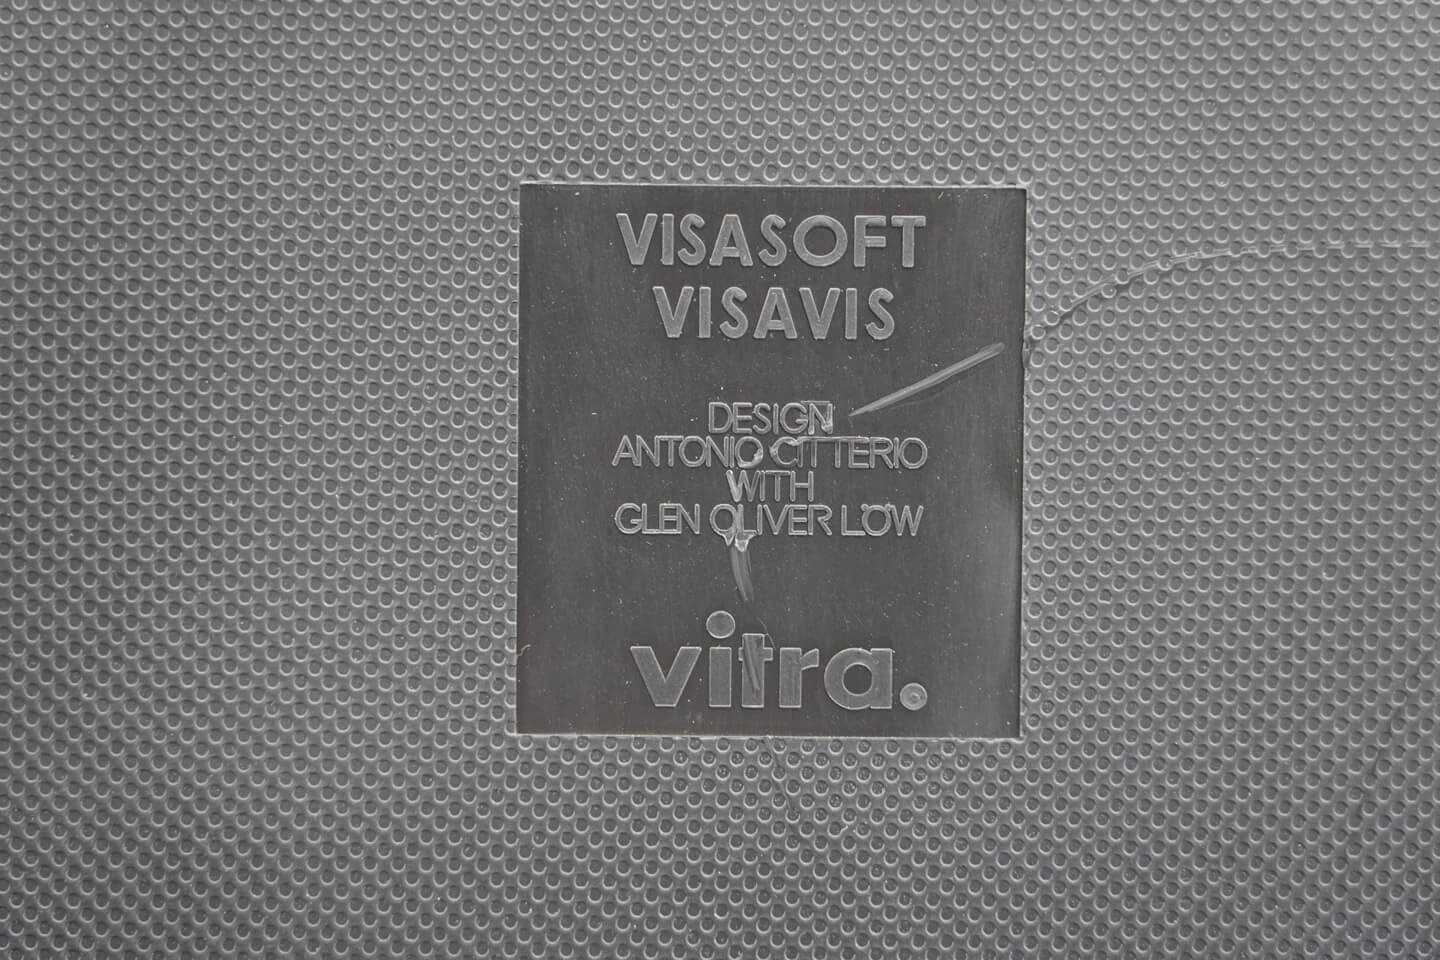 VISASOFT
VISAVIS
DESIGN
ANTONIO CITTERIO
WITH
GLEN OLIVER LÖW
vitra.